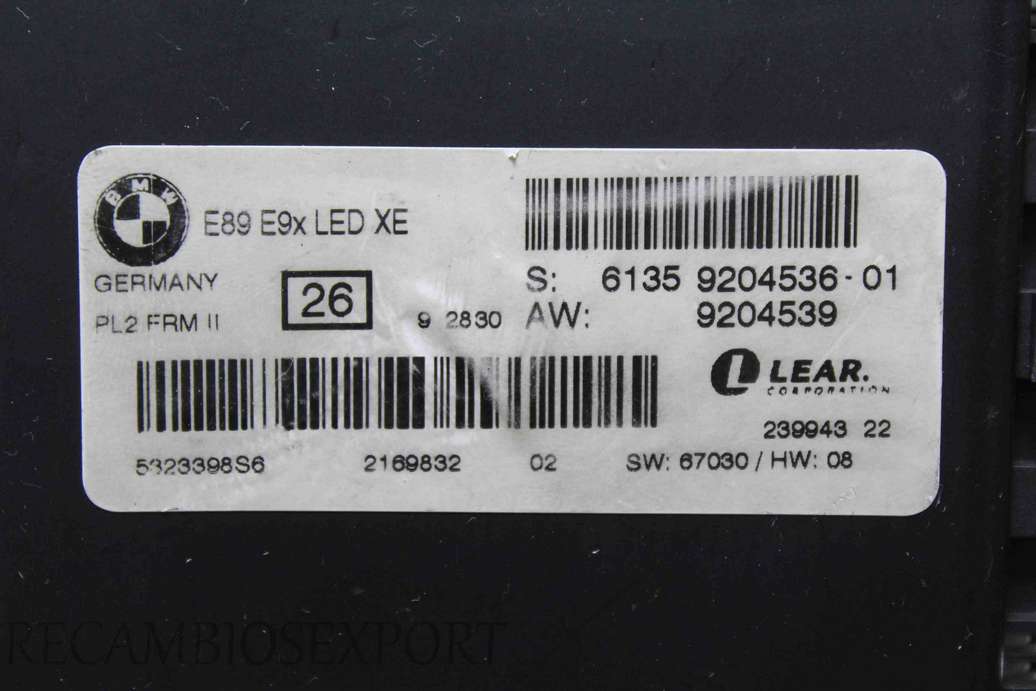 BMW
E89 E9x LED XE
GERMANY
26
PL2 FRM II
9 2830
S: 6135 9204536-01
AW: 9204539
LEAR.
CORPORATION
239943 22
5323398S6 2169832 02 SW: 67030 / HW: 08
RECAMBIOSEXPORT